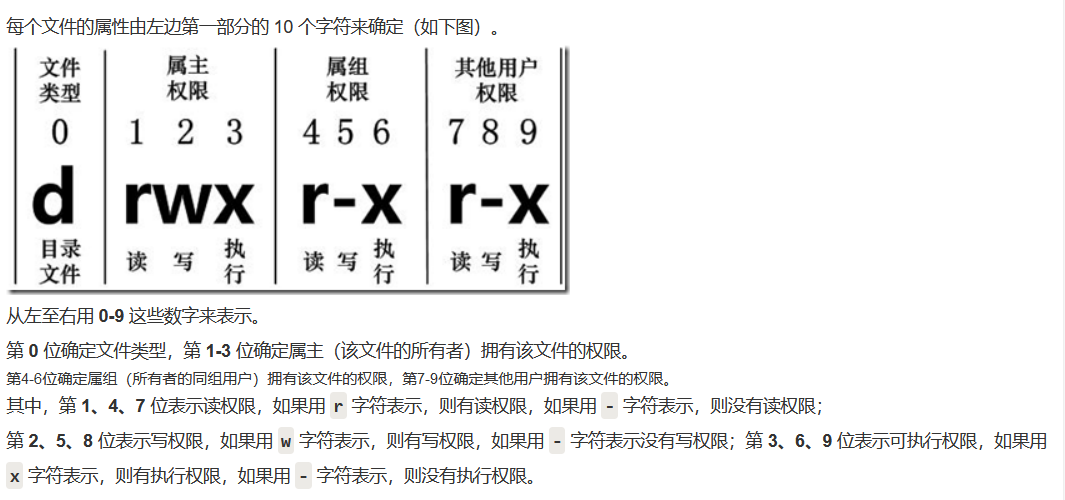 每个文件的属性由左边第一部分的 10 个字符来确定（如下图）。
文件 属主 属组 其他用户
类型 权限 权限 权限
0 1 2 3 4 5 6 7 8 9
d rwx r-x r-x
目录 读 写 执 读 写 执 读 写 执
文件 行 行 行
从左至右用 0-9 这些数字来表示。
第 0 位确定文件类型，第 1-3 位确定属主（该文件的所有者）拥有该文件的权限。
第4-6位确定属组（所有者的同组用户）拥有该文件的权限，第7-9位确定其他用户拥有该文件的权限。
其中，第 1、4、7 位表示读权限，如果用 r 字符表示，则有读权限，如果用 - 字符表示，则没有读权限；
第 2、5、8 位表示写权限，如果用 w 字符表示，则有写权限，如果用 - 字符表示没有写权限；第 3、6、9 位表示可执行权限，如果用
x 字符表示，则有执行权限，如果用 - 字符表示，则没有执行权限。